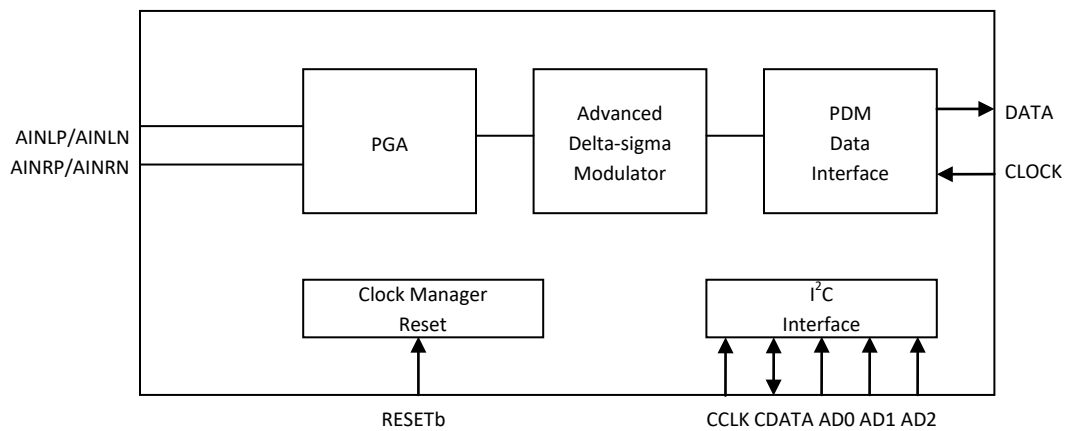 AINLP/AINLN
AINRP/AINRN
PGA
Advanced
Delta-sigma
Modulator
PDM
Data
Interface
DATA
CLOCK
Clock Manager
Reset
I²C
Interface
RESETb
CCLK CDATA AD0 AD1 AD2